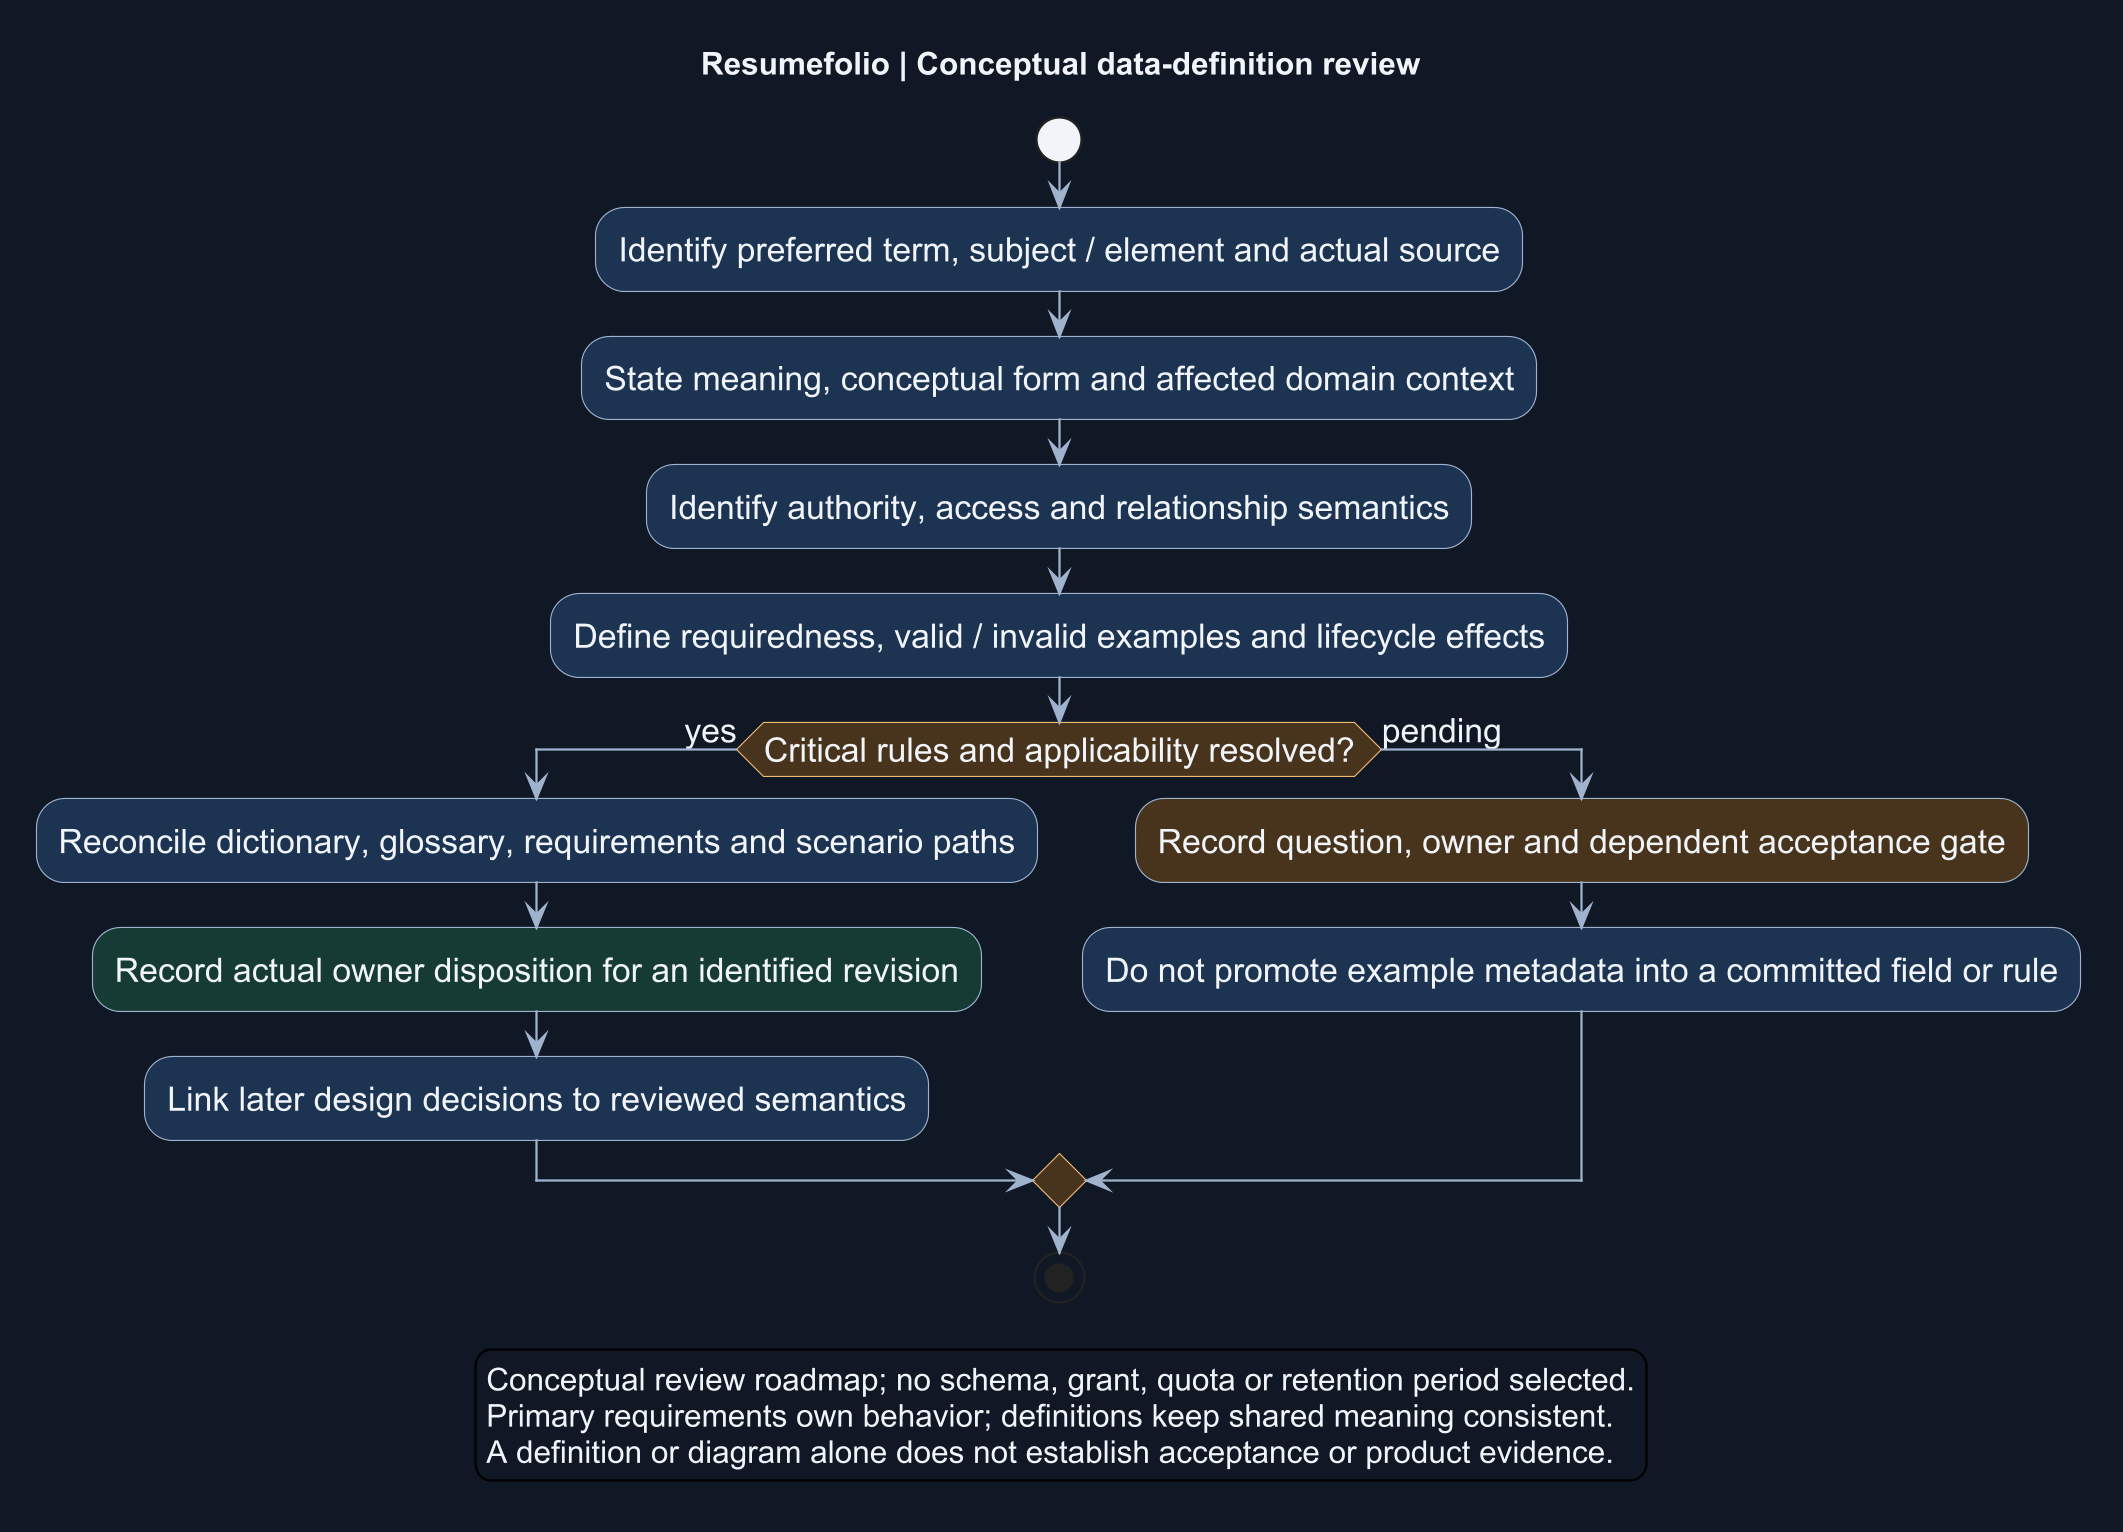 Resumefolio | Conceptual data-definition review
Identify preferred term, subject / element and actual source
State meaning, conceptual form and affected domain context
Identify authority, access and relationship semantics
Define requiredness, valid / invalid examples and lifecycle effects
yes
Critical rules and applicability resolved?
pending
Reconcile dictionary, glossary, requirements and scenario paths
Record question, owner and dependent acceptance gate
Record actual owner disposition for an identified revision
Do not promote example metadata into a committed field or rule
Link later design decisions to reviewed semantics
Conceptual review roadmap; no schema, grant, quota or retention period selected.
Primary requirements own behavior; definitions keep shared meaning consistent.
A definition or diagram alone does not establish acceptance or product evidence.